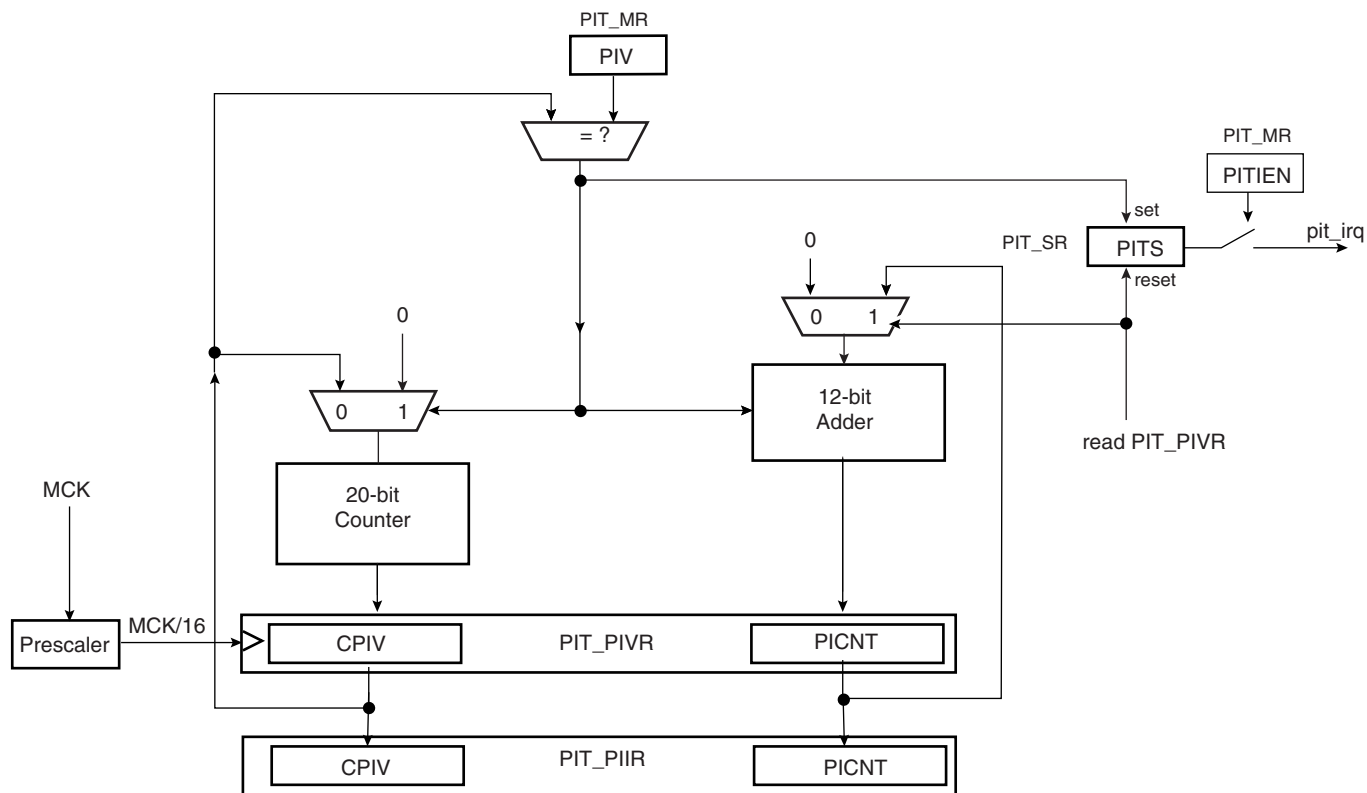 PIT_MR
PIV
= ?
PIT_MR
PITIEN
set
PIT_SR
PITS
pit_irq
reset
0
0 1
0
0 1
12-bit
Adder
read PIT_PIVR
MCK
20-bit
Counter
Prescaler
MCK/16
CPIV
PIT_PIVR
PICNT
CPIV
PIT_PIIR
PICNT